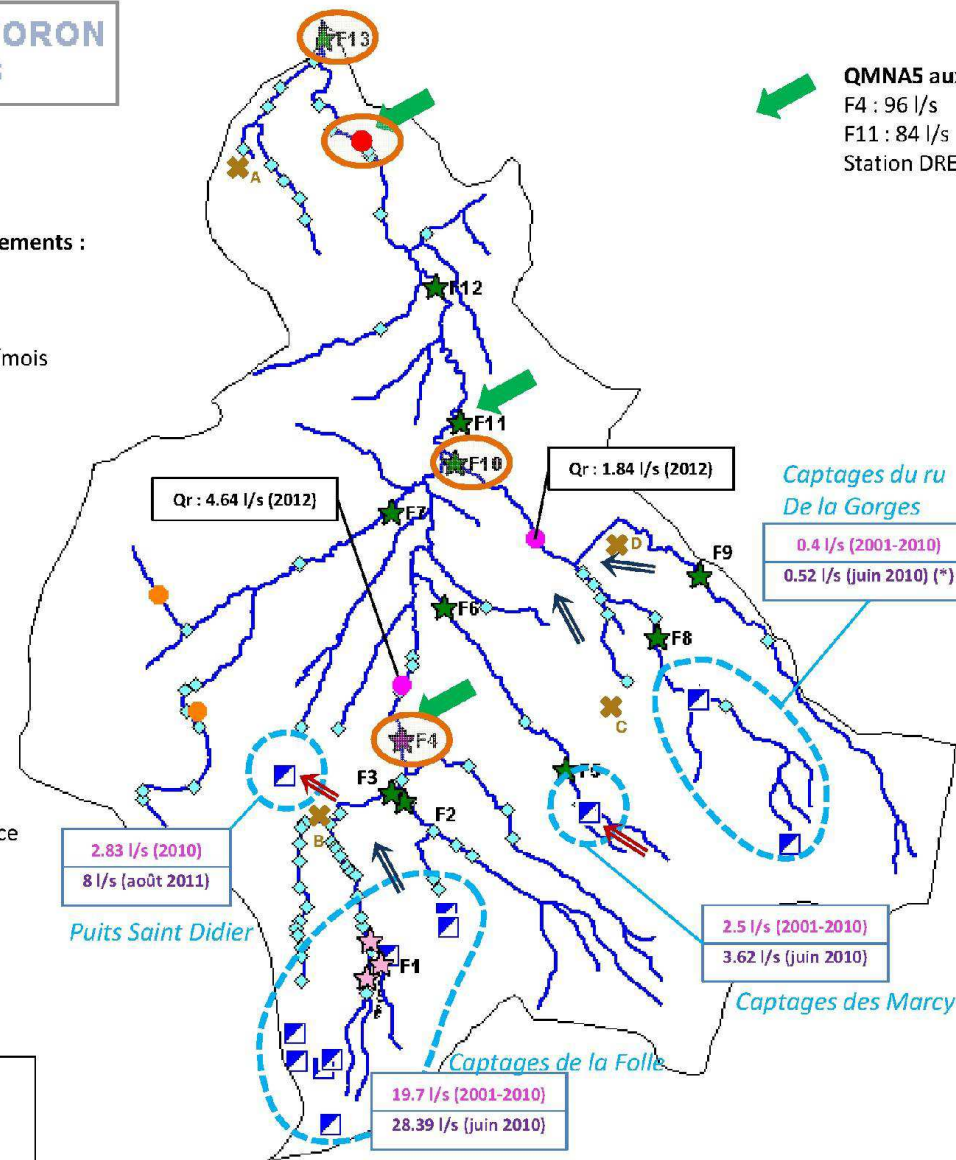 ORON
S
F13
QMNA5 aux
F4 : 96 l/s
F11 : 84 l/s
Station DRE
A
ements :
F12
mois
F11
F10
Qr : 4.64 l/s (2012)
Qr : 1.84 l/s (2012)
Captages du ru
De la Gorges
0.4 l/s (2001-2010)
0.52 l/s (juin 2010) (*)
F7
D
F9
F6
F8
C
F4
F3
F5
F2
B
ce
2.83 l/s (2010)
8 l/s (août 2011)
Puits Saint Didier
2.5 l/s (2001-2010)
3.62 l/s (juin 2010)
Captages des Marcy
F1
Captages de la Folle
19.7 l/s (2001-2010)
28.39 l/s (juin 2010)